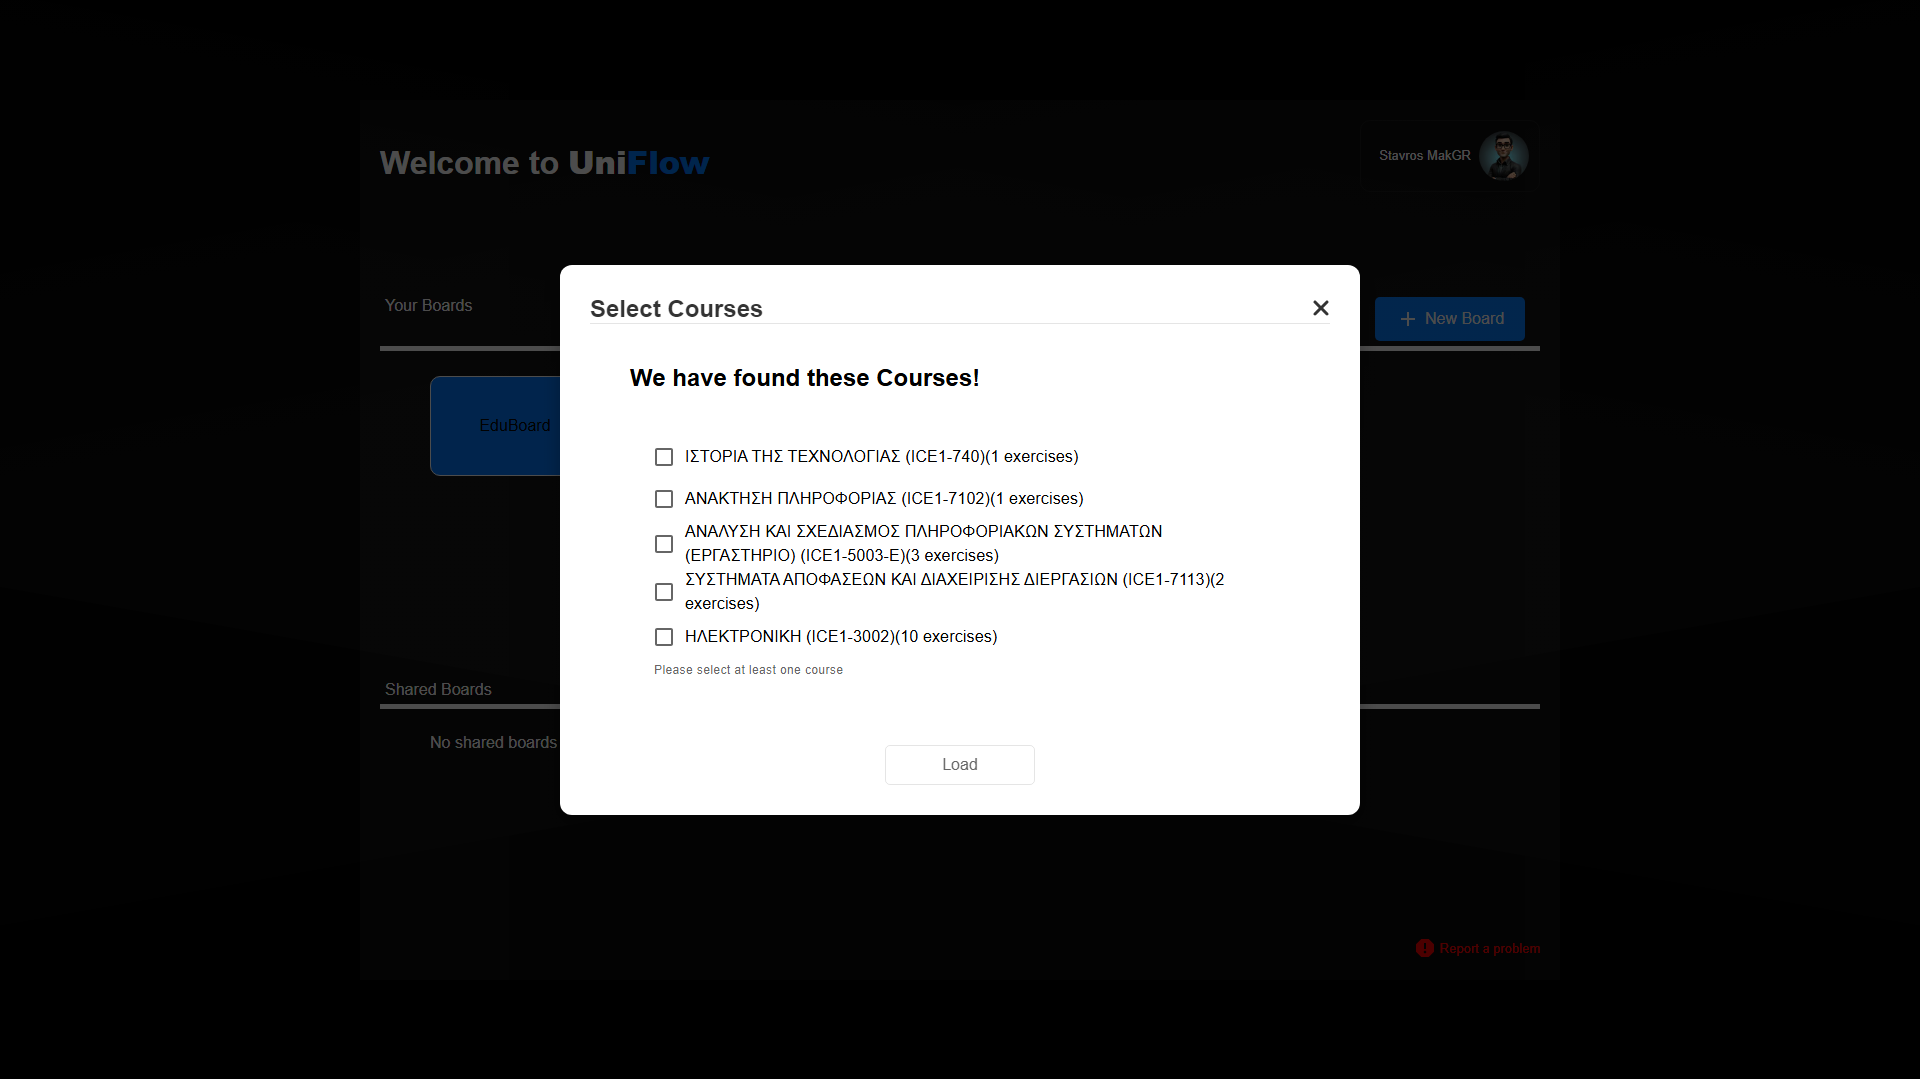 Welcome to UniFlow
Stavros MakGR
Your Boards
New Board
EduBoard
Select Courses
We have found these Courses!
ΙΣΤΟΡΙΑ ΤΗΣ ΤΕΧΝΟΛΟΓΙΑΣ (ICE1-740)(1 exercises)
ΑΝΑΚΤΗΣΗ ΠΛΗΡΟΦΟΡΙΑΣ (ICE1-7102)(1 exercises)
ΑΝΑΛΥΣΗ ΚΑΙ ΣΧΕΔΙΑΣΜΟΣ ΠΛΗΡΟΦΟΡΙΑΚΩΝ ΣΥΣΤΗΜΑΤΩΝ
(ΕΡΓΑΣΤΗΡΙΟ) (ICE1-5003-E)(3 exercises)
ΣΥΣΤΗΜΑΤΑ ΑΠΟΦΑΣΕΩΝ ΚΑΙ ΔΙΑΧΕΙΡΙΣΗΣ ΔΙΕΡΓΑΣΙΩΝ (ICE1-7113)(2
exercises)
ΗΛΕΚΤΡΟΝΙΚΗ (ICE1-3002)(10 exercises)
Please select at least one course
Load
Shared Boards
No shared boards
Report a problem